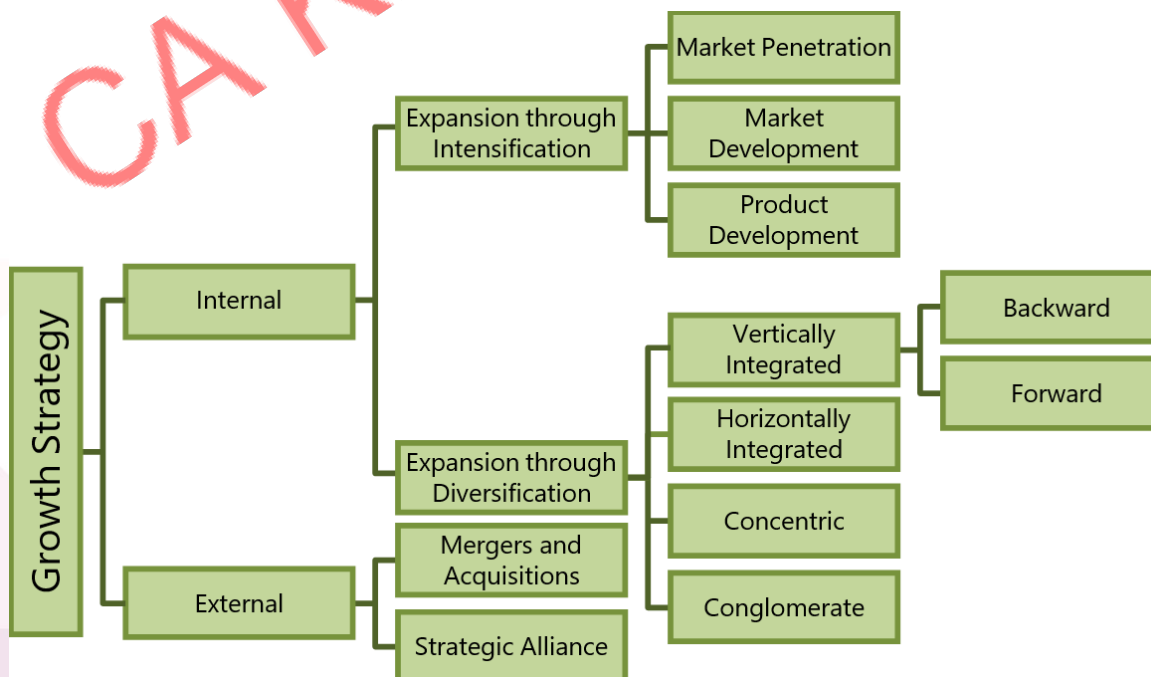 CA
Market Penetration
Expansion through
Intensification
Market
Development
Product
Development
Growth Strategy
Internal
Vertically
Integrated
Backward
Forward
Horizontally
Integrated
Expansion through
Diversification
Concentric
Mergers and
Acquisitions
External
Conglomerate
Strategic Alliance